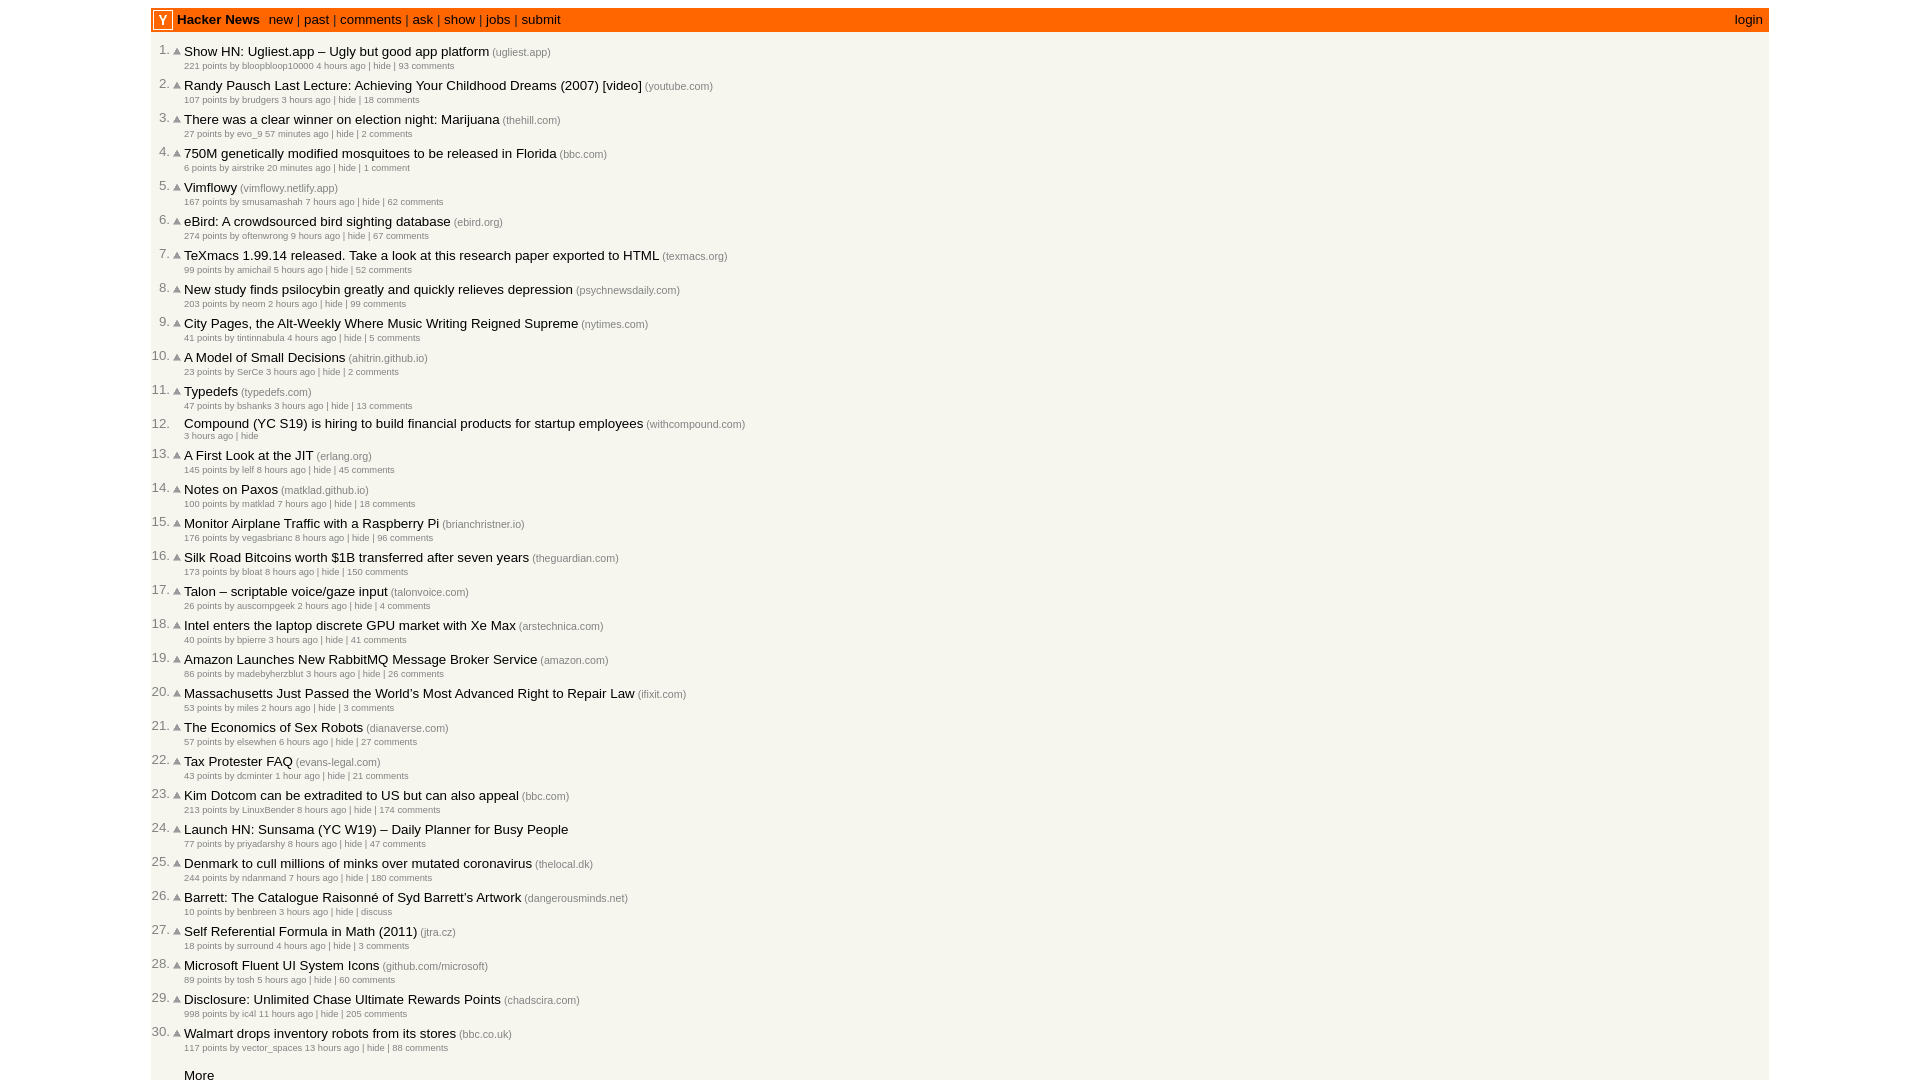 Y Hacker News new | past | comments | ask | show | jobs | submit login
1. Show HN: Ugliest.app – Ugly but good app platform (ugliest.app)
221 points by bloopbloop10000 4 hours ago | hide | 93 comments
2. Randy Pausch Last Lecture: Achieving Your Childhood Dreams (2007) [video] (youtube.com)
107 points by brudgers 3 hours ago | hide | 18 comments
3. There was a clear winner on election night: Marijuana (thehill.com)
27 points by evo_9 57 minutes ago | hide | 2 comments
4. 750M genetically modified mosquitoes to be released in Florida (bbc.com)
6 points by airstrike 20 minutes ago | hide | 1 comment
5. Vimflowy (vimflowy.netlify.app)
167 points by smusamashah 7 hours ago | hide | 62 comments
6. eBird: A crowdsourced bird sighting database (ebird.org)
274 points by oftenwrong 9 hours ago | hide | 67 comments
7. TeXmacs 1.99.14 released. Take a look at this research paper exported to HTML (texmacs.org)
99 points by amichail 5 hours ago | hide | 52 comments
8. New study finds psilocybin greatly and quickly relieves depression (psychnewsdaily.com)
203 points by neom 2 hours ago | hide | 99 comments
9. City Pages, the Alt-Weekly Where Music Writing Reigned Supreme (nytimes.com)
41 points by tintinnabula 4 hours ago | hide | 5 comments
10. A Model of Small Decisions (ahitrin.github.io)
23 points by SerCe 3 hours ago | hide | 2 comments
11. Typedefs (typedefs.com)
47 points by bshanks 3 hours ago | hide | 13 comments
12. Compound (YC S19) is hiring to build financial products for startup employees (withcompound.com)
3 hours ago | hide
13. A First Look at the JIT (erlang.org)
145 points by lelf 8 hours ago | hide | 45 comments
14. Notes on Paxos (matklad.github.io)
100 points by matklad 7 hours ago | hide | 18 comments
15. Monitor Airplane Traffic with a Raspberry Pi (brianchristner.io)
176 points by vegasbrianc 8 hours ago | hide | 96 comments
16. Silk Road Bitcoins worth $1B transferred after seven years (theguardian.com)
173 points by bloat 8 hours ago | hide | 150 comments
17. Talon – scriptable voice/gaze input (talonvoice.com)
26 points by auscompgeek 2 hours ago | hide | 4 comments
18. Intel enters the laptop discrete GPU market with Xe Max (arstechnica.com)
40 points by bpierre 3 hours ago | hide | 41 comments
19. Amazon Launches New RabbitMQ Message Broker Service (amazon.com)
86 points by madebyherzblut 3 hours ago | hide | 26 comments
20. Massachusetts Just Passed the World’s Most Advanced Right to Repair Law (ifixit.com)
53 points by miles 2 hours ago | hide | 3 comments
21. The Economics of Sex Robots (dianaverse.com)
57 points by elsewhen 6 hours ago | hide | 27 comments
22. Tax Protester FAQ (evans-legal.com)
43 points by dcminter 1 hour ago | hide | 21 comments
23. Kim Dotcom can be extradited to US but can also appeal (bbc.com)
213 points by LinuxBender 8 hours ago | hide | 174 comments
24. Launch HN: Sunsama (YC W19) – Daily Planner for Busy People
77 points by priyadarshy 8 hours ago | hide | 47 comments
25. Denmark to cull millions of minks over mutated coronavirus (thelocal.dk)
244 points by ndanmand 7 hours ago | hide | 180 comments
26. Barrett: The Catalogue Raisonné of Syd Barrett’s Artwork (dangerousminds.net)
10 points by benbreen 3 hours ago | hide | discuss
27. Self Referential Formula in Math (2011) (jtra.cz)
18 points by surround 4 hours ago | hide | 3 comments
28. Microsoft Fluent UI System Icons (github.com/microsoft)
89 points by tosh 5 hours ago | hide | 60 comments
29. Disclosure: Unlimited Chase Ultimate Rewards Points (chadscira.com)
998 points by ic4l 11 hours ago | hide | 205 comments
30. Walmart drops inventory robots from its stores (bbc.co.uk)
117 points by vector_spaces 13 hours ago | hide | 88 comments
More